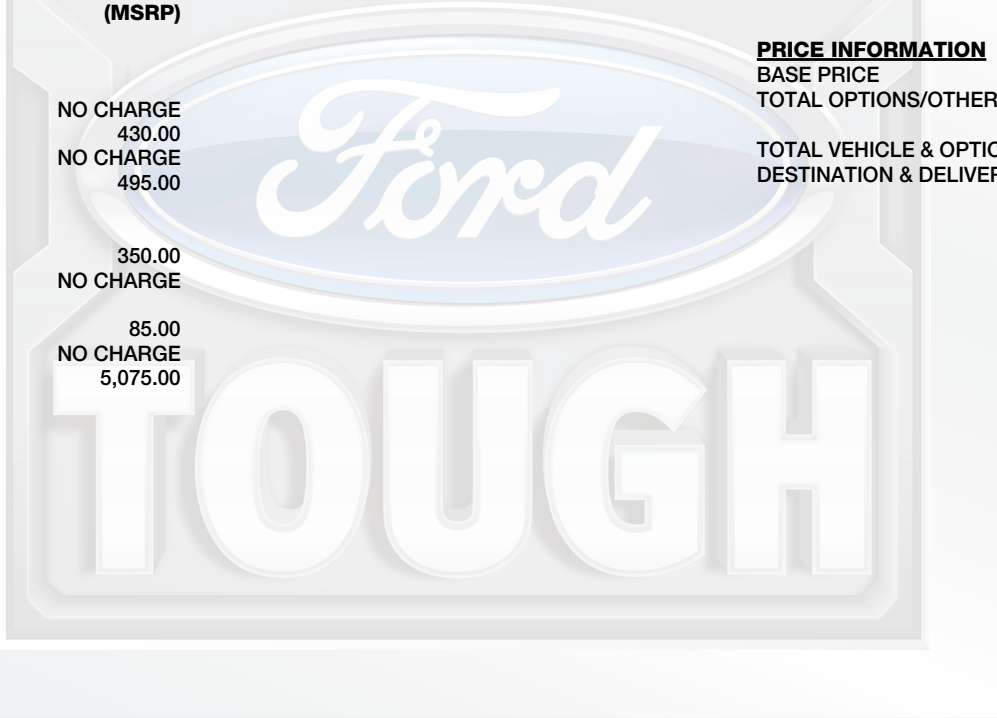 (MSRP)
NO CHARGE
430.00
NO CHARGE
495.00
350.00
NO CHARGE
85.00
NO CHARGE
5,075.00
PRICE INFORMATION
BASE PRICE
TOTAL OPTIONS/OTHER
TOTAL VEHICLE & OPTIO
DESTINATION & DELIVER
Ford
TOUGH